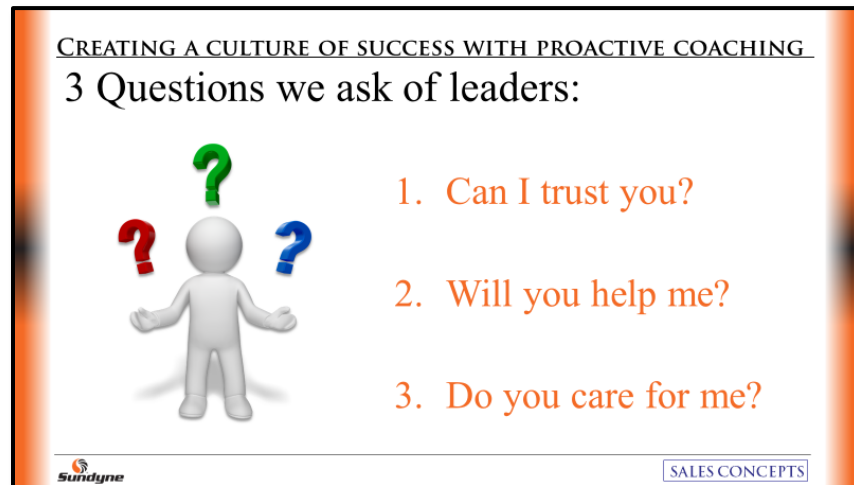 CREATING A CULTURE OF SUCCESS WITH PROACTIVE COACHING
3 Questions we ask of leaders:
? ? ?
1. Can I trust you?
2. Will you help me?
3. Do you care for me?
Sundyne
SALES CONCEPTS